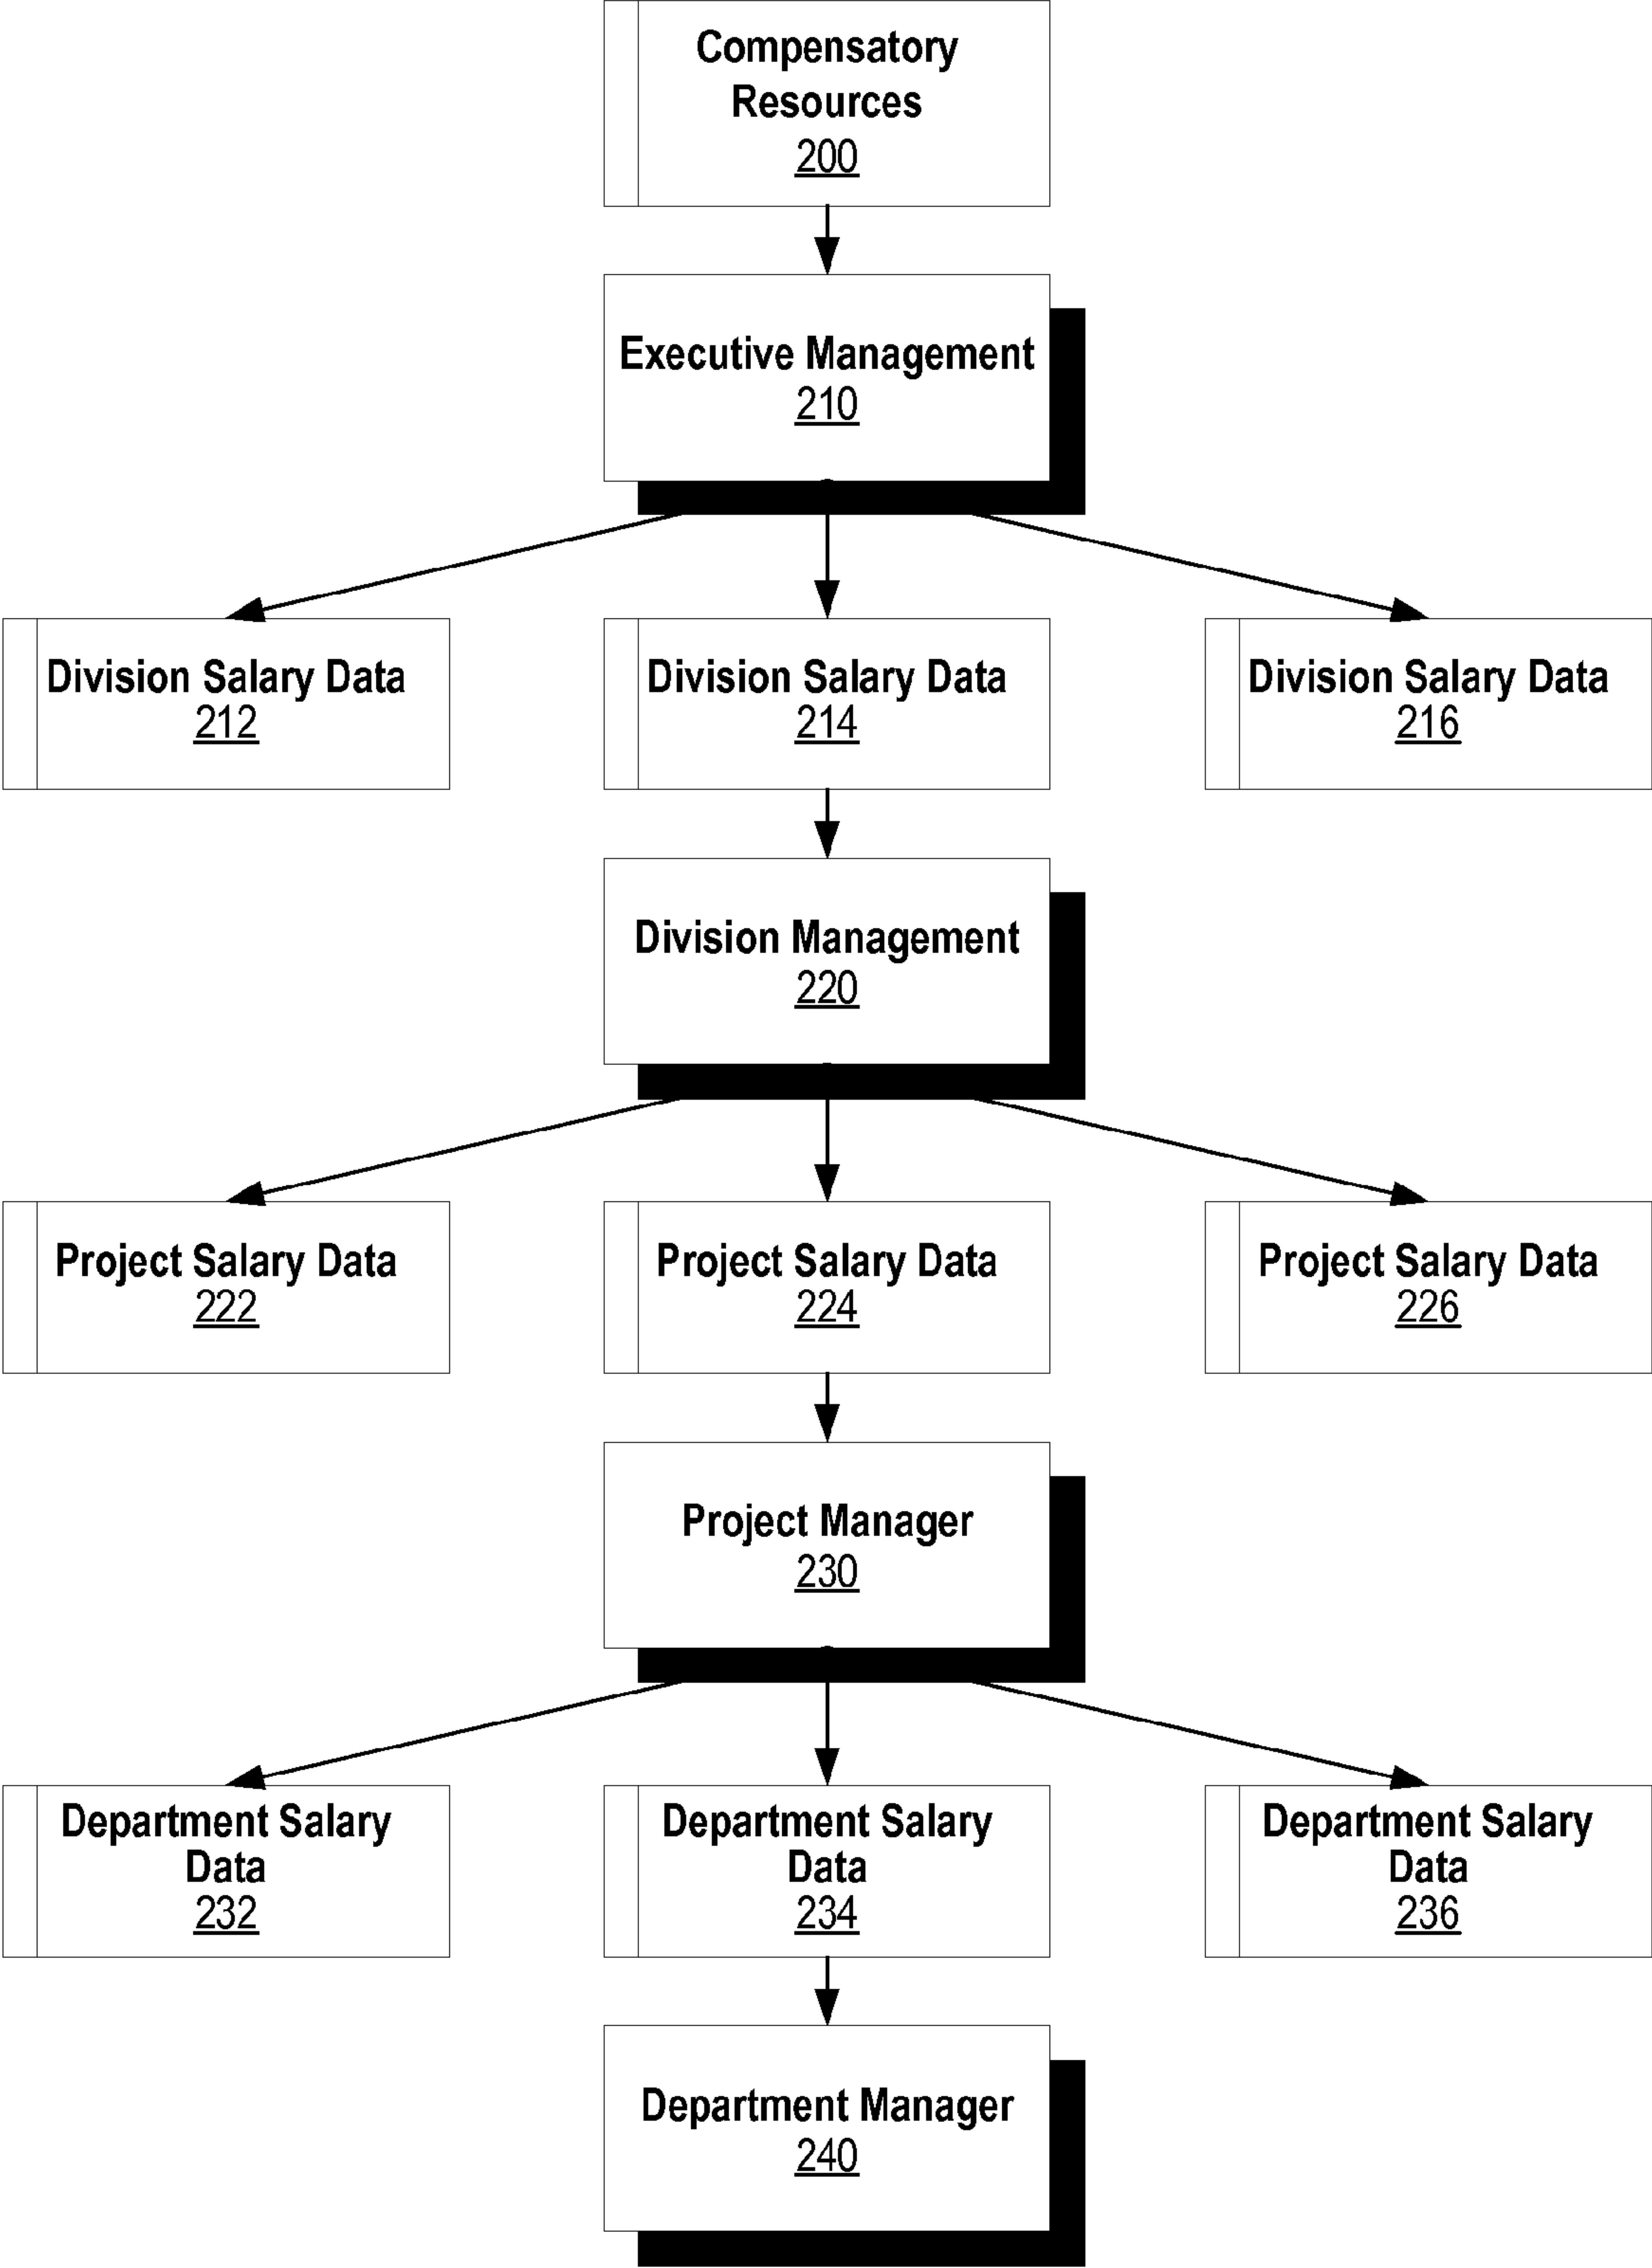 Compensatory
Resources
200
Executive Management
210
Division Salary Data
212
Division Salary Data
214
Division Salary Data
216
Division Management
220
Project Salary Data
222
Project Salary Data
224
Project Salary Data
226
Project Manager
230
Department Salary
Data
232
Department Salary
Data
234
Department Salary
Data
236
Department Manager
240